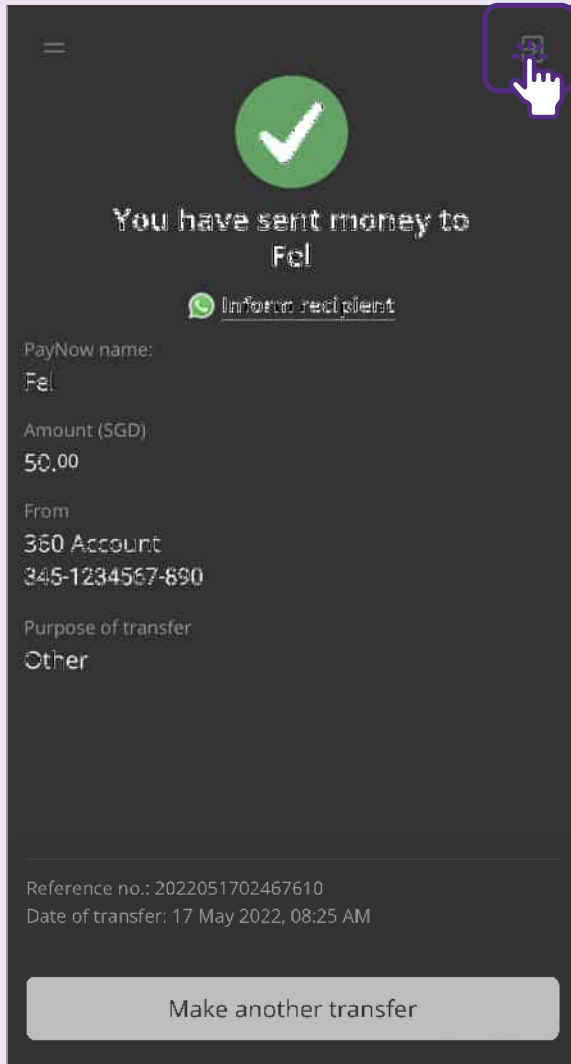 You have sent money to
Fel
Inform recipient
PayNow name:
Fel
Amount (SGD)
50.00
From
360 Account
345-1234567-890
Purpose of transfer
Other
Reference no.: 2022051702467610
Date of transfer: 17 May 2022, 08:25 AM
Make another transfer